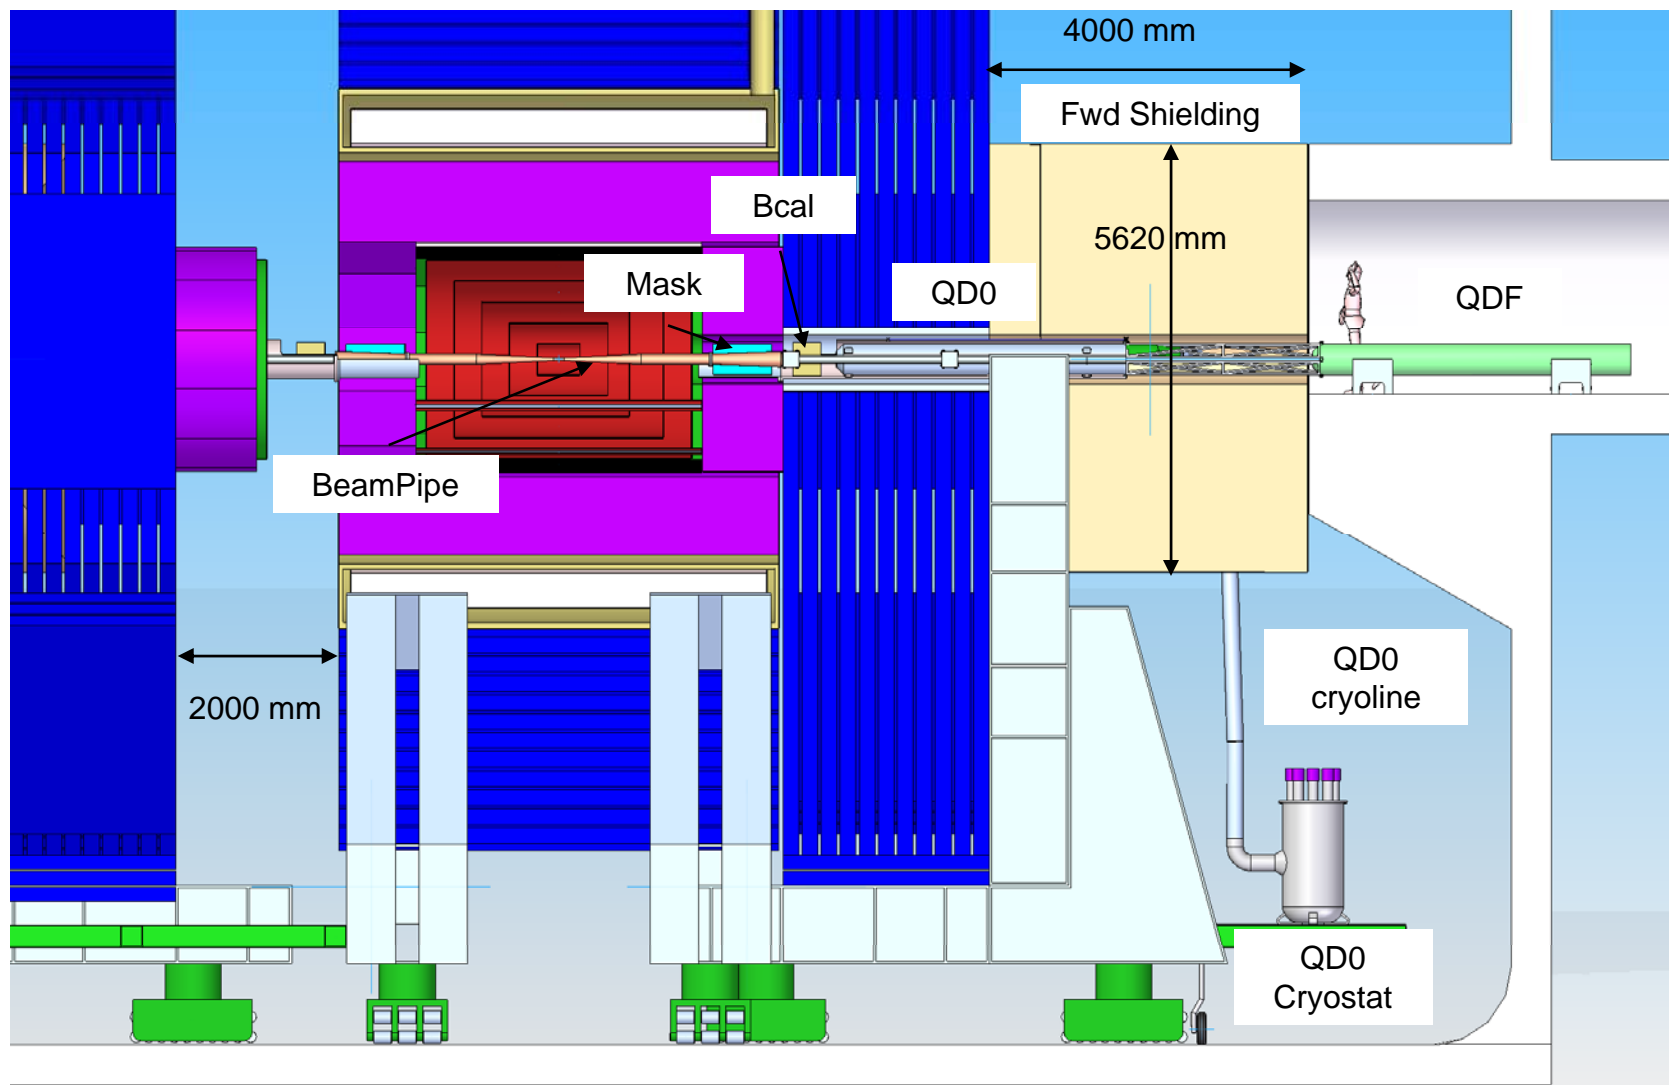 4000 mm
Fwd Shielding
Bcal
5620 mm
Mask
QD0
QDF
BeamPipe
QD0
cryoline
2000 mm
QD0
Cryostat